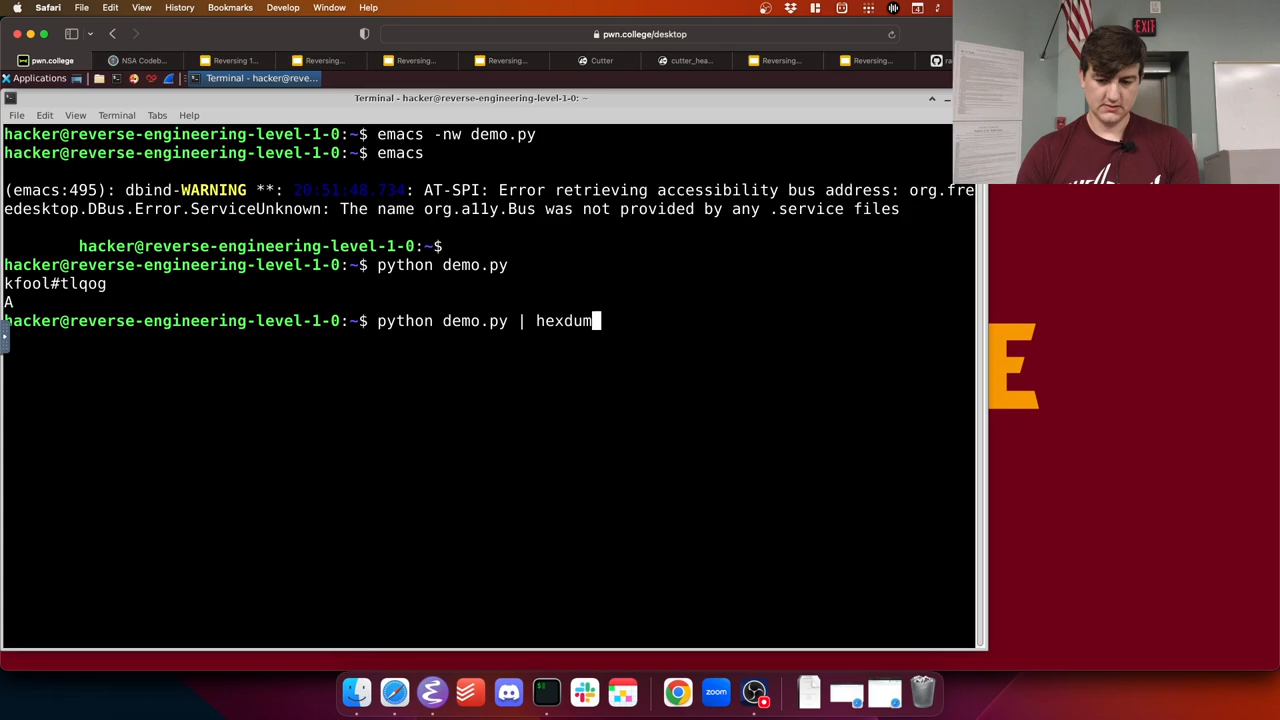 Safari File Edit View History Bookmarks Develop Window Help
pwn.college/desktop
pwn.college NSA Codeb... Reversing 1... Reversing... Reversing... Reversing... Cutter cutter_hea... Reversing... Reversing...
Applications Terminal - hacker@reve...
EXIT
Terminal - hacker@reverse-engineering-level-1-0: ~
File Edit View Terminal Tabs Help
hacker@reverse-engineering-level-1-0:~$ emacs -nw demo.py
hacker@reverse-engineering-level-1-0:~$ emacs
(emacs:495): dbind-WARNING **: 20:51:48.734: AT-SPI: Error retrieving accessibility bus address: org.fre
edesktop.DBus.Error.ServiceUnknown: The name org.a11y.Bus was not provided by any .service files
hacker@reverse-engineering-level-1-0:~$
hacker@reverse-engineering-level-1-0:~$ python demo.py
kfool#tlqog
A
hacker@reverse-engineering-level-1-0:~$ python demo.py | hexdum
E
zoom